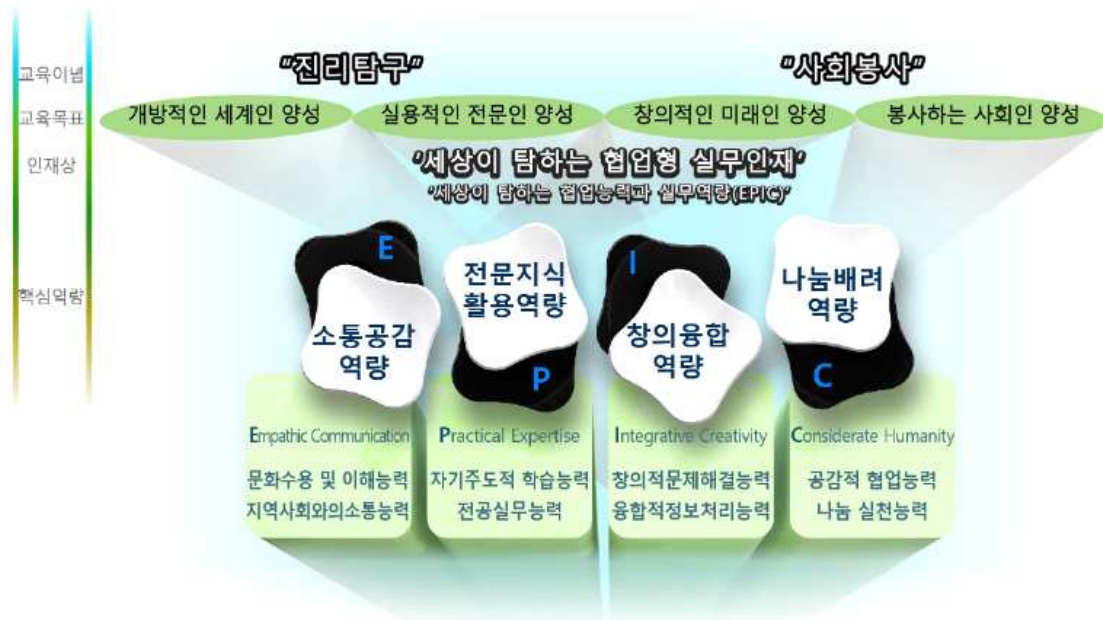 교육이념
"진리탐구"
"사회봉사"
교육목표
개방적인 세계인 양성
실용적인 전문인 양성
창의적인 미래인 양성
봉사하는 사회인 양성
인재상
'세상이 탐하는 협업형 실무인재'
'세상이 탐하는 협업능력과 실무역량(EPIC)'
핵심역량
E
소통공감
역량
전문지식
활용역량
P
I
창의융합
역량
나눔배려
역량
C
Empathic Communication
문화수용 및 이해능력
지역사회와의소통능력
Practical Expertise
자기주도적 학습능력
전공실무능력
Integrative Creativity
창의적문제해결능력
융합적정보처리능력
Considerate Humanity
공감적 협업능력
나눔 실천능력